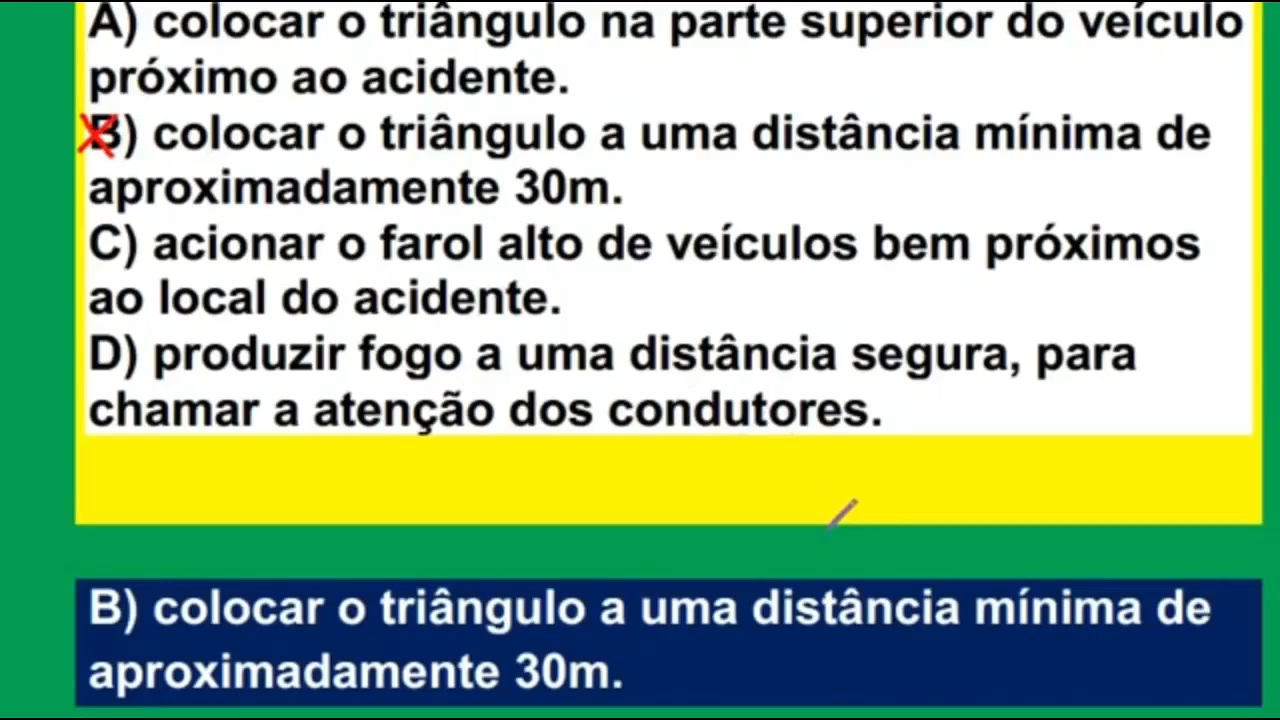 A) colocar o triângulo na parte superior do veículo
próximo ao acidente.
B) colocar o triângulo a uma distância mínima de
aproximadamente 30m.
C) acionar o farol alto de veículos bem próximos
ao local do acidente.
D) produzir fogo a uma distância segura, para
chamar a atenção dos condutores.
B) colocar o triângulo a uma distância mínima de
aproximadamente 30m.